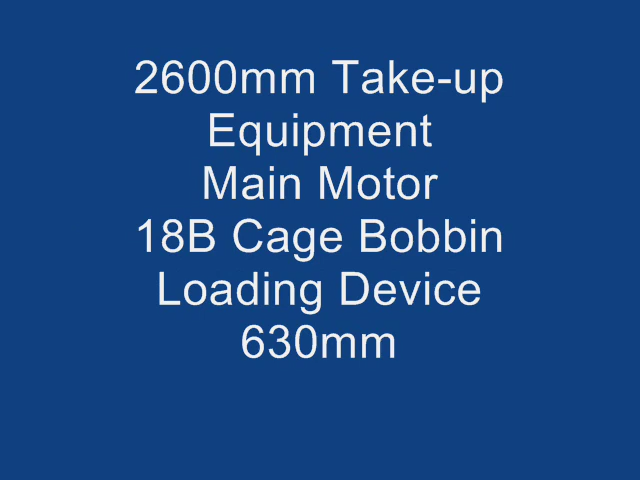 2600mm Take-up
Equipment
Main Motor
18B Cage Bobbin
Loading Device
630mm